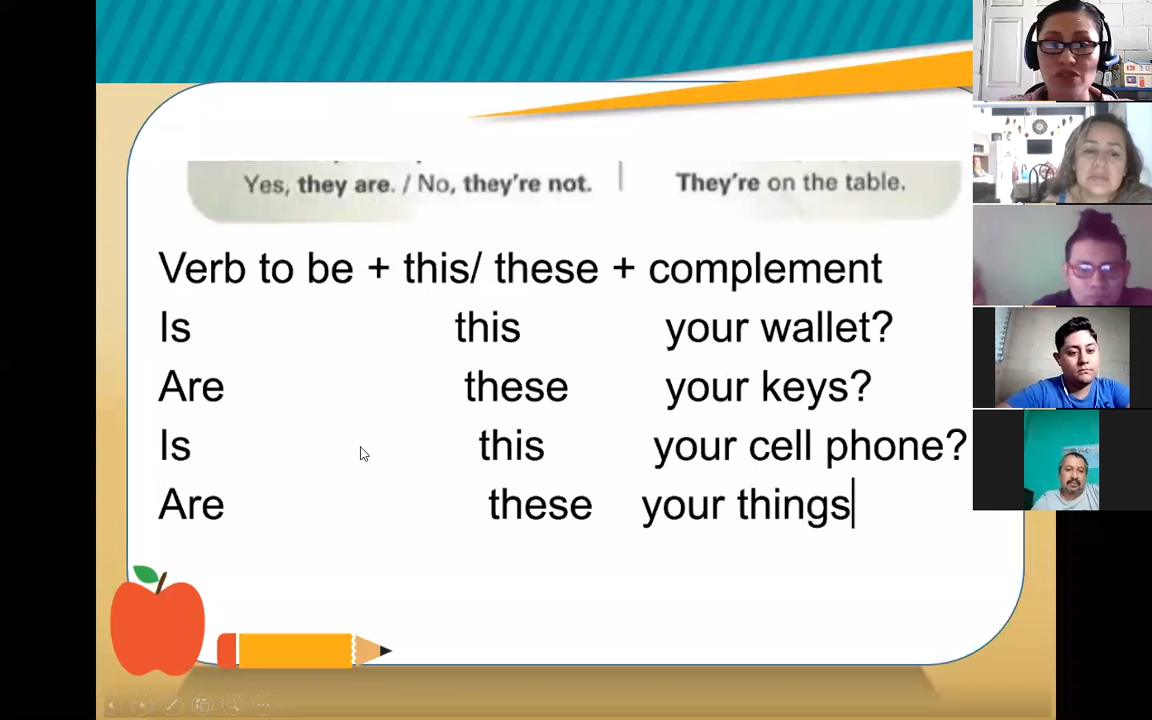 Yes, they are. / No, they're not. They're on the table.
Verb to be + this/ these + complement
Is this your wallet?
Are these your keys?
Is this your cell phone?
Are these your things